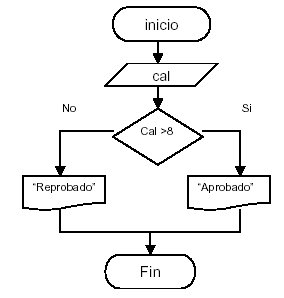 inicio
cal
No
Si
Cal >8
“Reprobado”
“Aprobado”
Fin